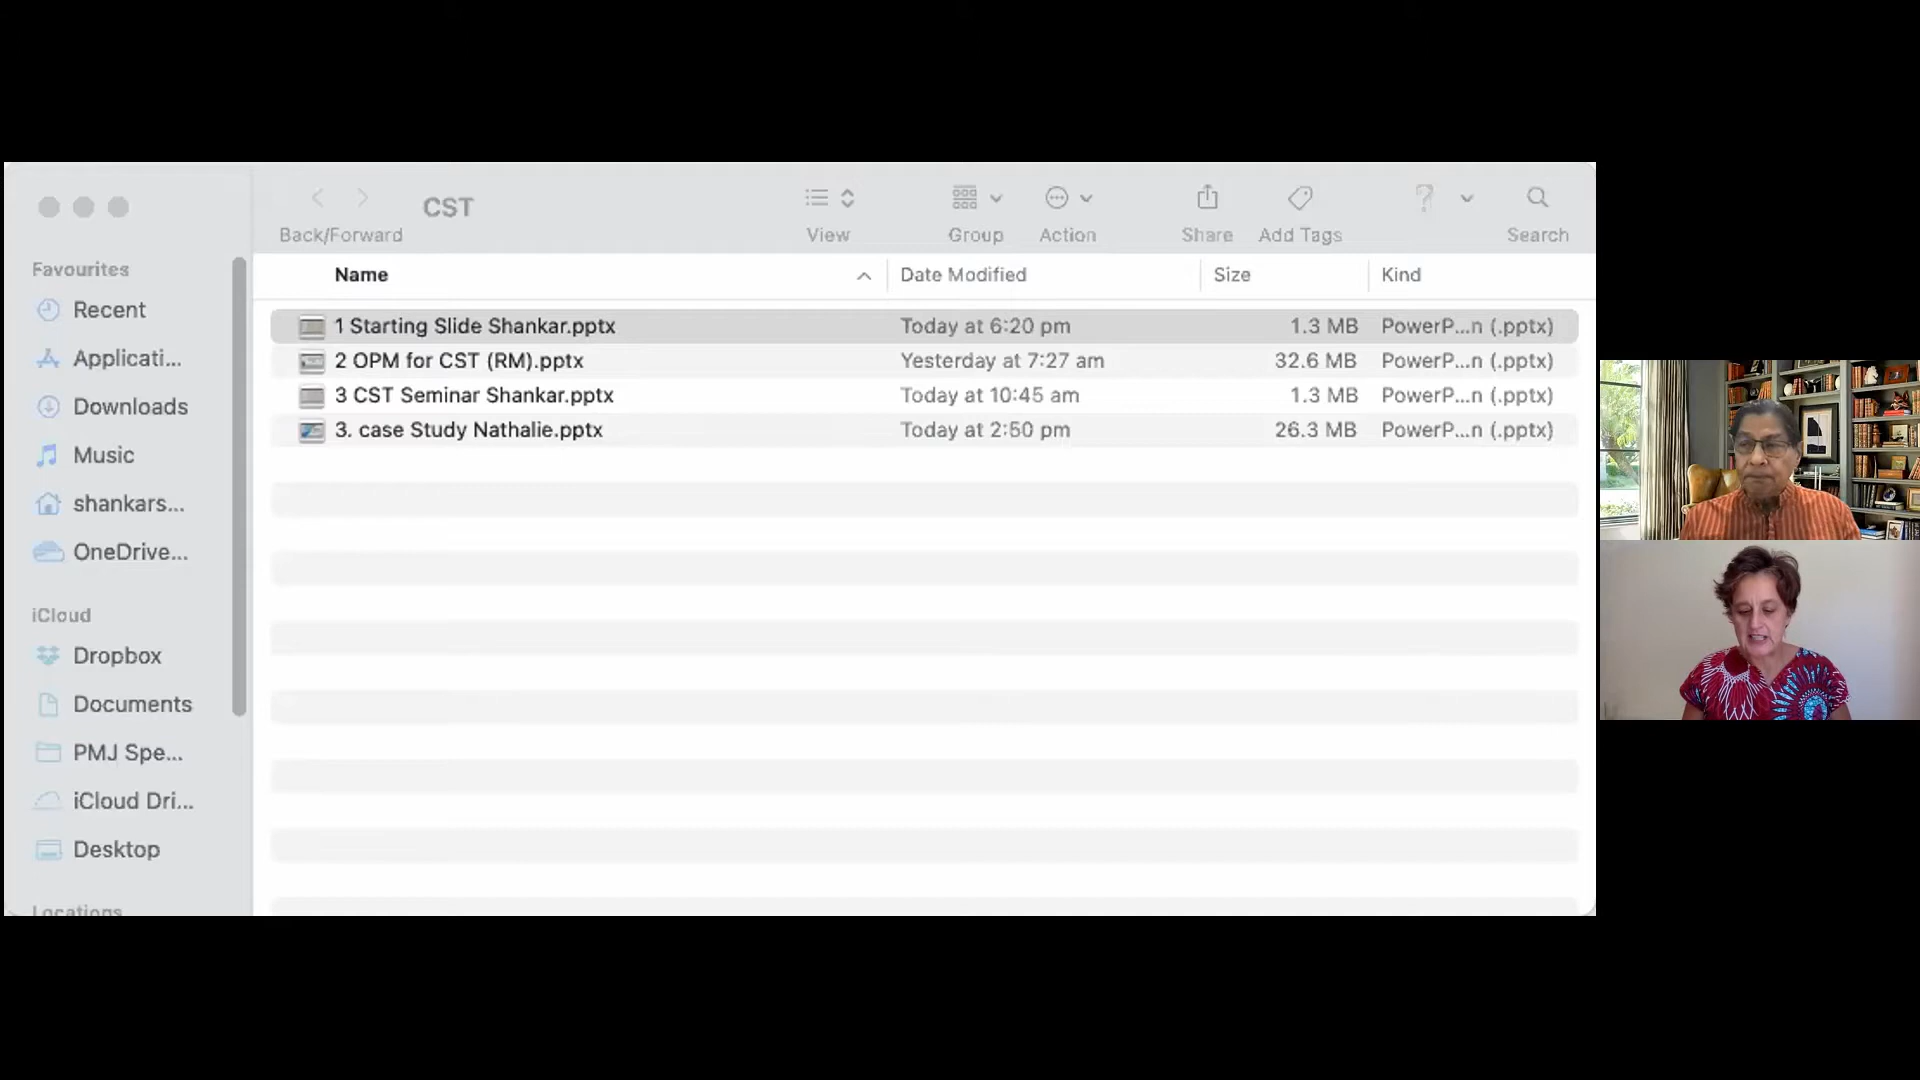 CST
Back/Forward
View
Group
Action
Share
Add Tags
Search
Favourites
Recent
Applicati...
Downloads
Music
shankars...
OneDrive...
iCloud
Dropbox
Documents
PMJ Spe...
iCloud Dri...
Desktop
Locations
Name Date Modified Size Kind
1 Starting Slide Shankar.pptx Today at 6:20 pm 1.3 MB PowerP...n (.pptx)
2 OPM for CST (RM).pptx Yesterday at 7:27 am 32.6 MB PowerP...n (.pptx)
3 CST Seminar Shankar.pptx Today at 10:45 am 1.3 MB PowerP...n (.pptx)
3. case Study Nathalie.pptx Today at 2:50 pm 26.3 MB PowerP...n (.pptx)